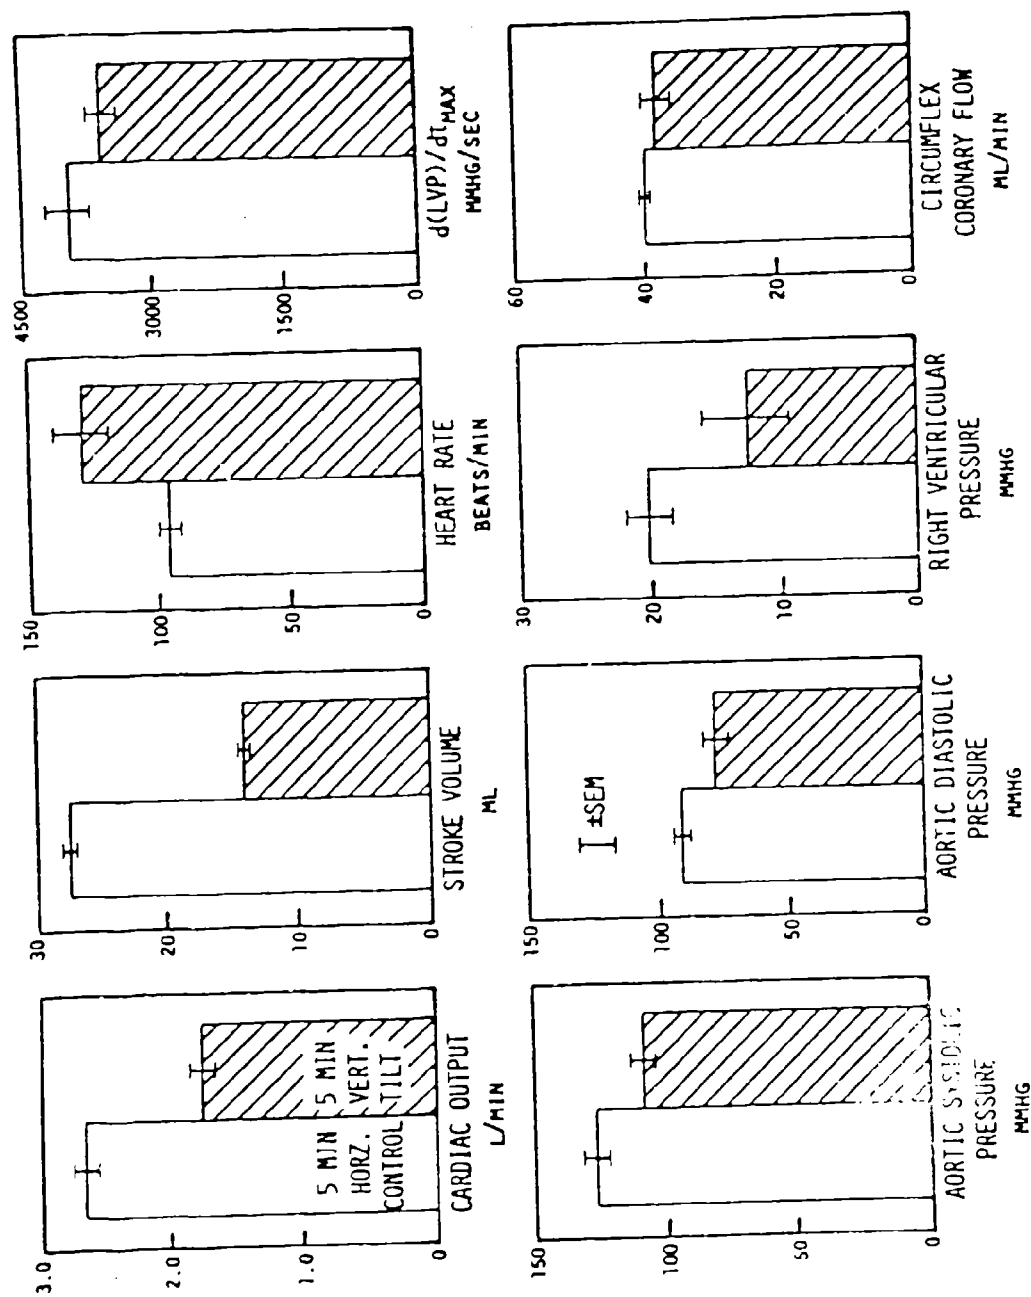 3.0
2.0
1.0
0
5 MIN 5 MIN
HORZ. VERT.
CONTROL TILT
CARDIAC OUTPUT
L/MIN
30
20
10
0
STROKE VOLUME
ML
150
100
50
0
HEART RATE
BEATS/MIN
4500
3000
1500
0
d(LVP)/dt MAX
MMHG/SEC
150
100
50
0
AORTIC SYSTOLIC
PRESSURE
MMHG
150
100
50
0
±SEM
AORTIC DIASTOLIC
PRESSURE
MMHG
30
20
10
0
RIGHT VENTRICULAR
PRESSURE
MMHG
60
40
20
0
CIRCUMFLEX
CORONARY FLOW
ML/MIN